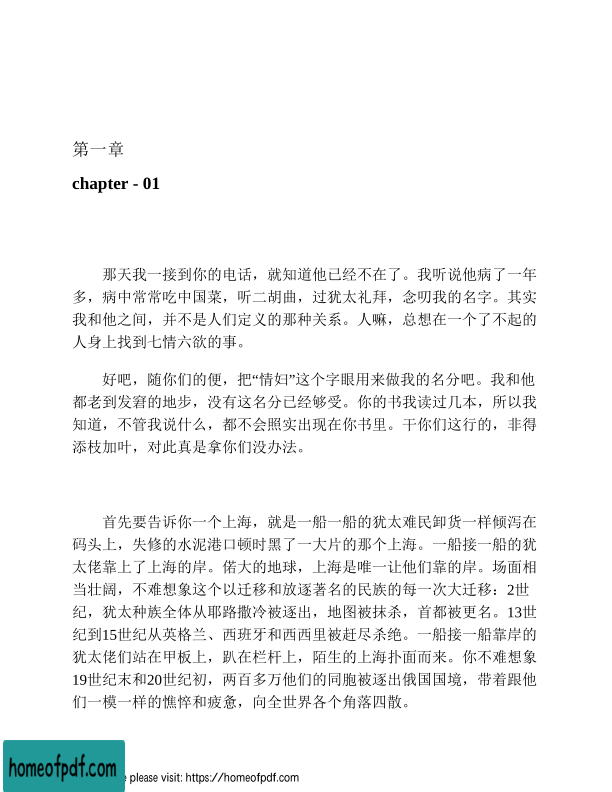 第一章
chapter - 01
那天我一接到你的电话，就知道他已经不在了。我听说他病了一年
多，病中常常吃中国菜，听二胡曲，过犹太礼拜，念叨我的名字。其实
我和他之间，并不是人们定义的那种关系。人嘛，总想在一个了不起的
人身上找到七情六欲的事。
好吧，随你们的便，把“情妇”这个字眼用来做我的名分吧。我和他
都老到发窘的地步，没有这名分已经够受。你的书我读过几本，所以我
知道，不管我说什么，都不会照实出现在你书里。干你们这行的，非得
添枝加叶，对此真是拿你们没办法。
首先要告诉你一个上海，就是一船一船的犹太难民卸货一样倾泻在
码头上，失修的水泥港口顿时黑了一大片的那个上海。一船接一船的犹
太佬靠上了上海的岸。偌大的地球，上海是唯一让他们靠的岸。场面相
当壮阔，不难想象这个以迁移和放逐著名的民族的每一次大迁移：2世
纪，犹太种族全体从耶路撒冷被逐出，地图被抹杀，首都被更名。13世
纪到15世纪从英格兰、西班牙和西西里被赶尽杀绝。一船接一船靠岸的
犹太佬们站在甲板上，趴在栏杆上，陌生的上海扑面而来。你不难想象
19世纪末和20世纪初，两百多万他们的同胞被逐出俄国国境，带着跟他
们一模一样的憔悴和疲惫，向全世界各个角落四散。
homeofpdf.com
please visit: https://homeofpdf.com